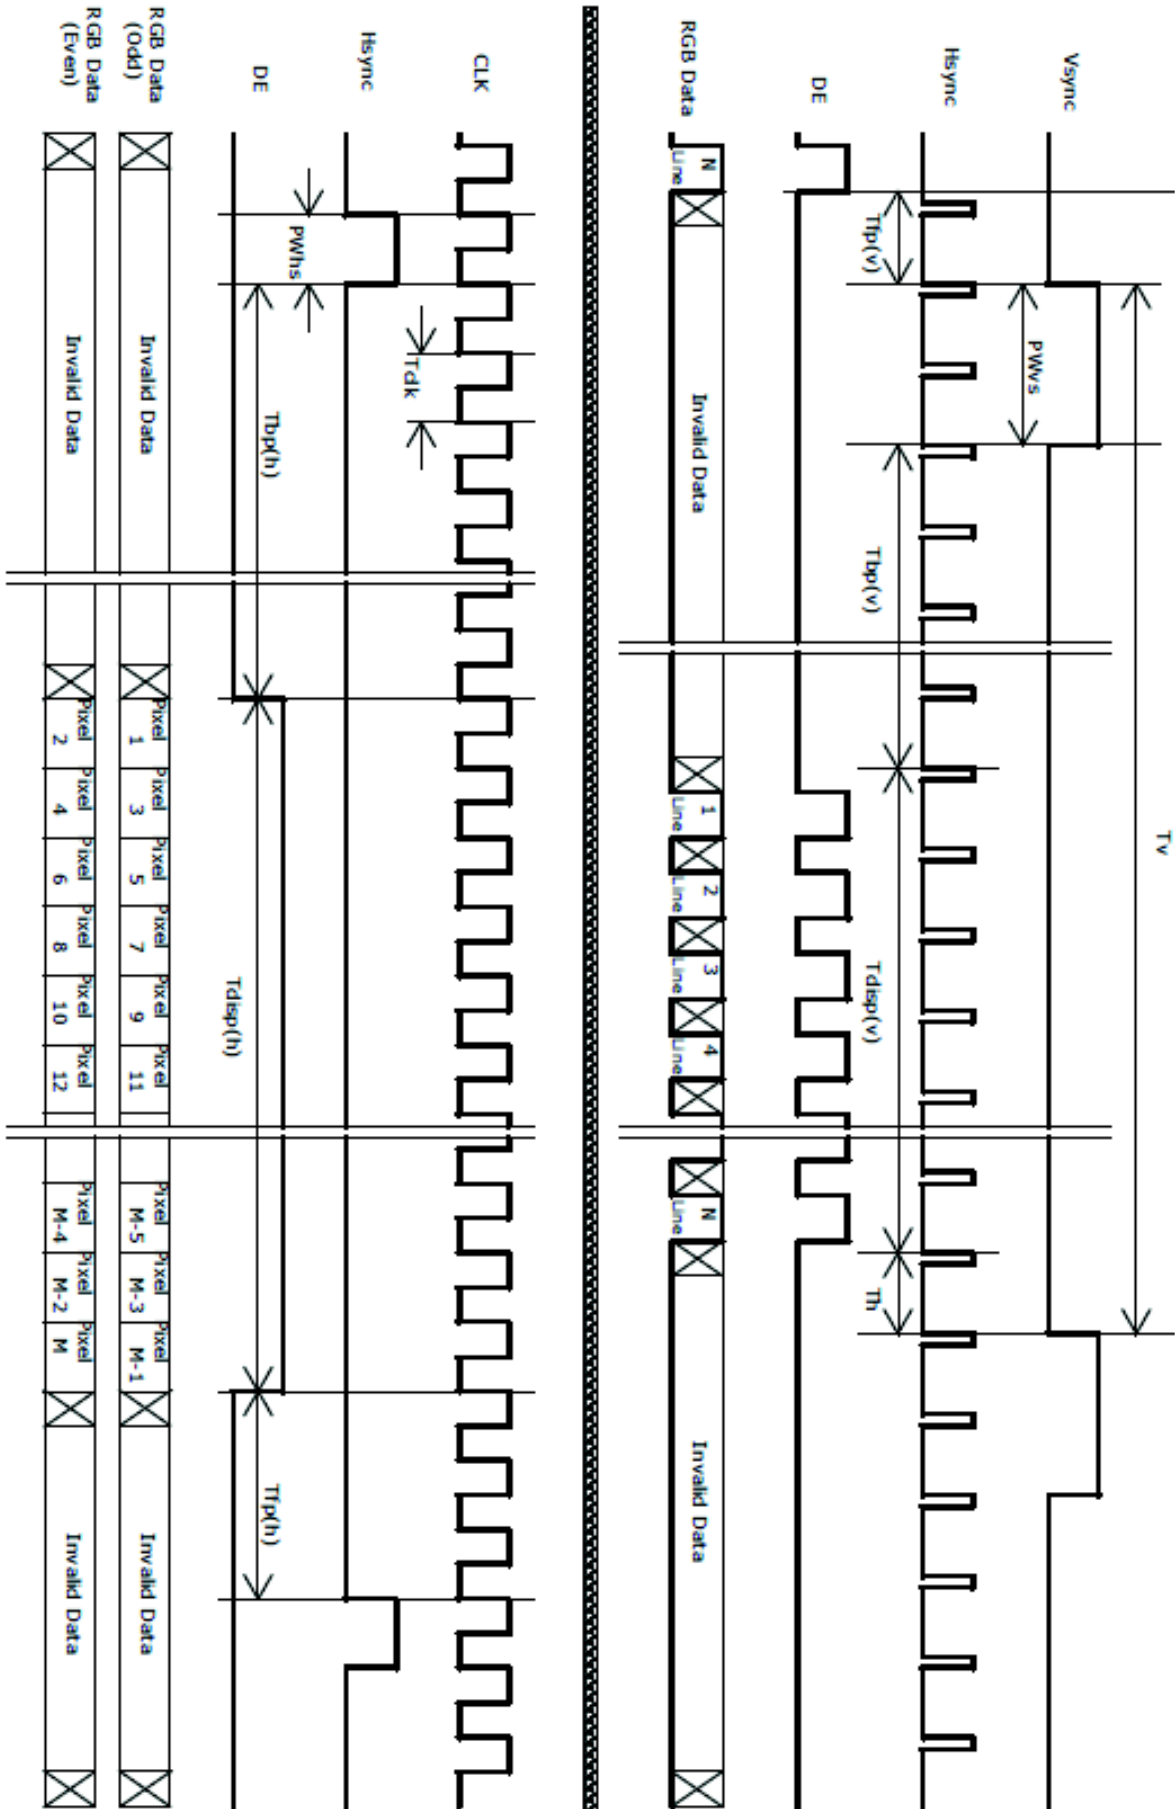 Vsync
Tv
Hsync
Tfp(v)
PWvs
Tbp(v)
Tdisp(v)
Th
DE
RGB Data
N
Line
Invalid Data
1
Line
2
Line
3
Line
4
Line
N
Line
Invalid Data
CLK
Tclk
Hsync
PWhs
DE
Tbp(h)
Tdisp(h)
Tfp(h)
RGB Data
(Odd)
Invalid Data
Pixel Pixel Pixel Pixel Pixel Pixel
1 3 5 7 9 11
Pixel Pixel Pixel
M-5 M-3 M-1
Invalid Data
RGB Data
(Even)
Invalid Data
Pixel Pixel Pixel Pixel Pixel Pixel
2 4 6 8 10 12
Pixel Pixel Pixel
M-4 M-2 M
Invalid Data